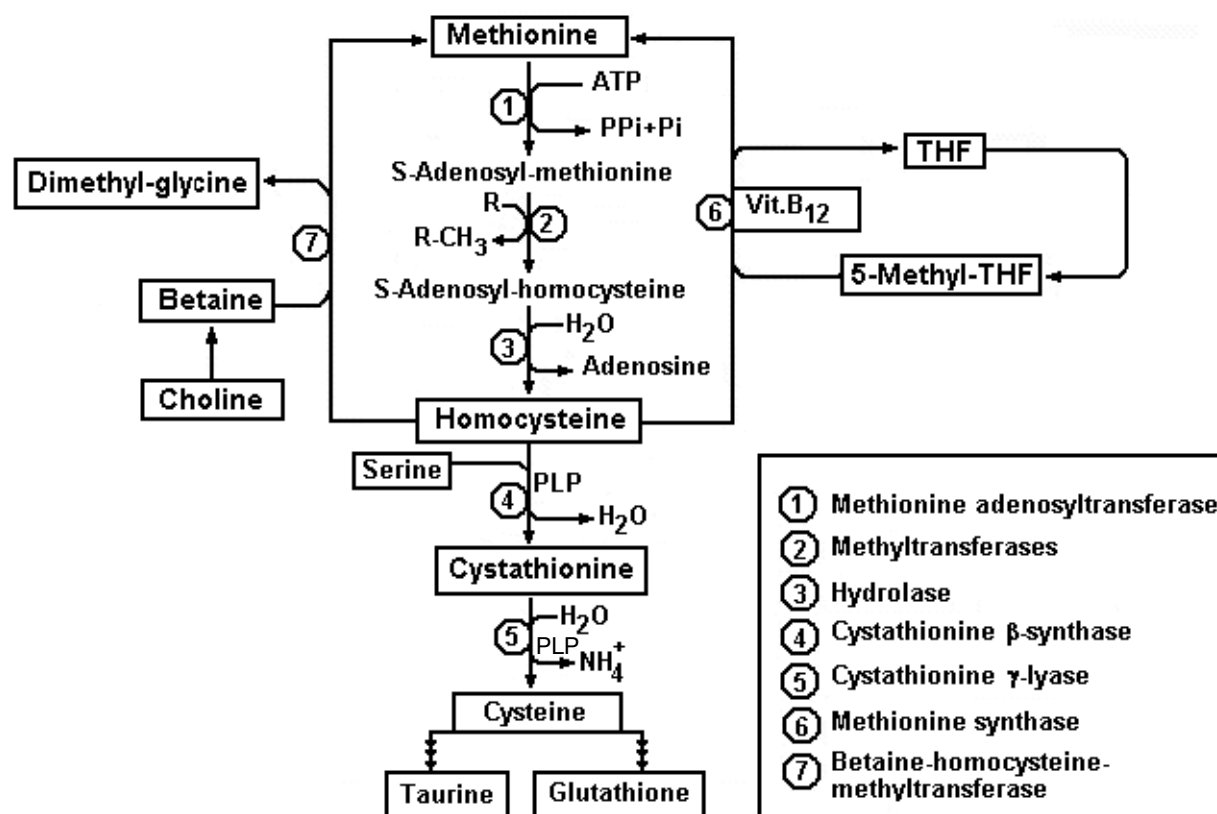 Methionine
ATP
1
PPi+Pi
THF
S-Adenosyl-methionine
Dimethyl-glycine
R
2
6
Vit.B12
7
R-CH3
5-Methyl-THF
S-Adenosyl-homocysteine
Betaine
H2O
3
Adenosine
Choline
Homocysteine
Serine
PLP
4
H2O
Cystathionine
H2O
5
PLP
NH4+
Cysteine
Taurine
Glutathione
1 Methionine adenosyltransferase
2 Methyltransferases
3 Hydrolase
4 Cystathionine β-synthase
5 Cystathionine γ-lyase
6 Methionine synthase
7 Betaine-homocysteine-
methyltransferase